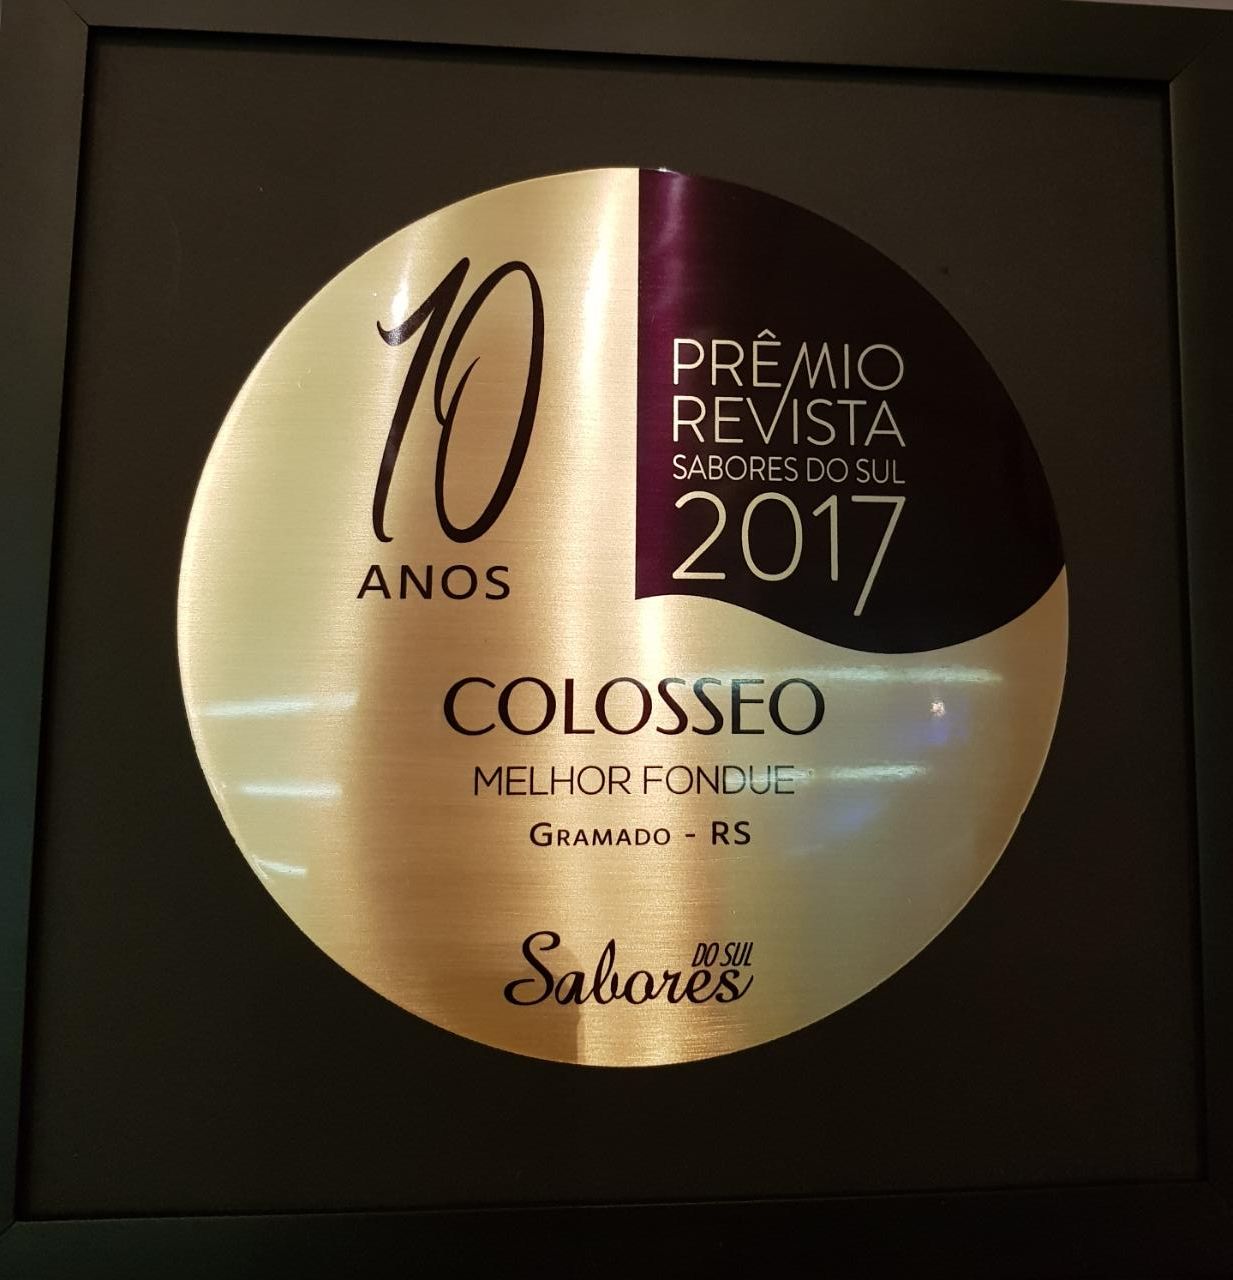 10
ANOS
PRÊMIO
REVISTA
SABORES DO SUL
2017
COLOSSEO
MELHOR FONDUE
GRAMADO - RS
Sabores DO SUL